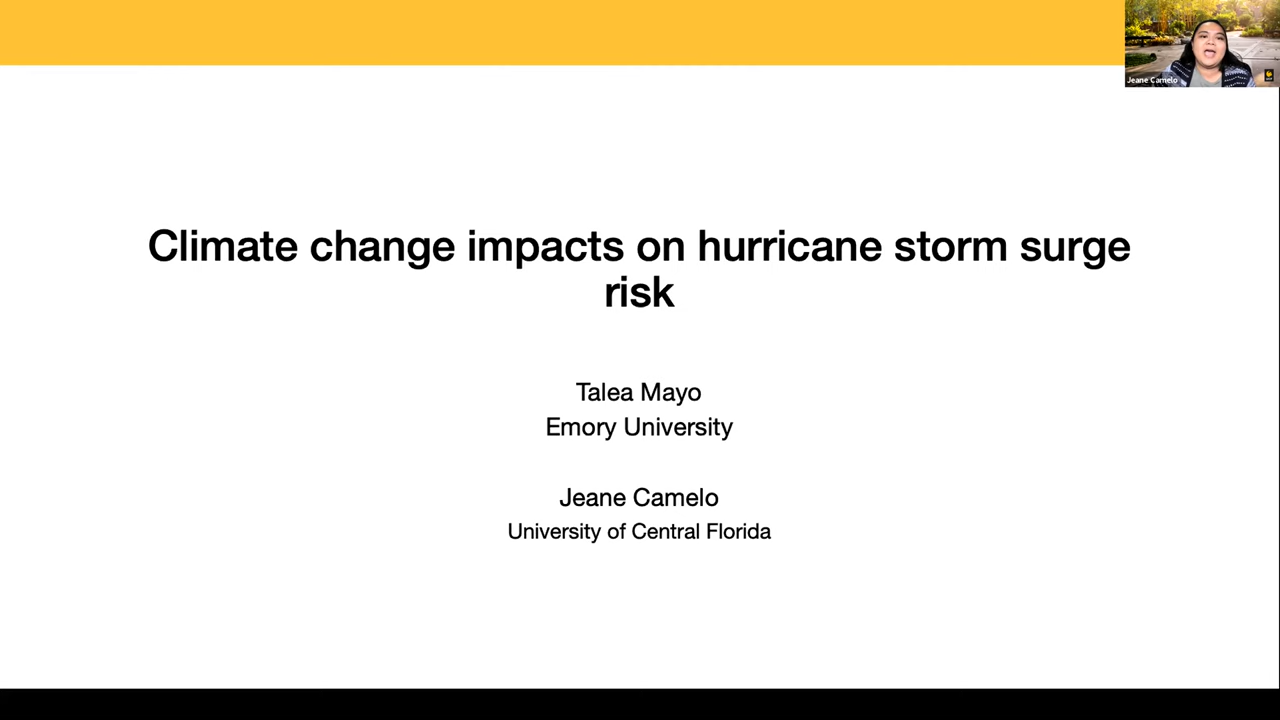 Jeane Camelo
Climate change impacts on hurricane storm surge
risk
Talea Mayo
Emory University
Jeane Camelo
University of Central Florida